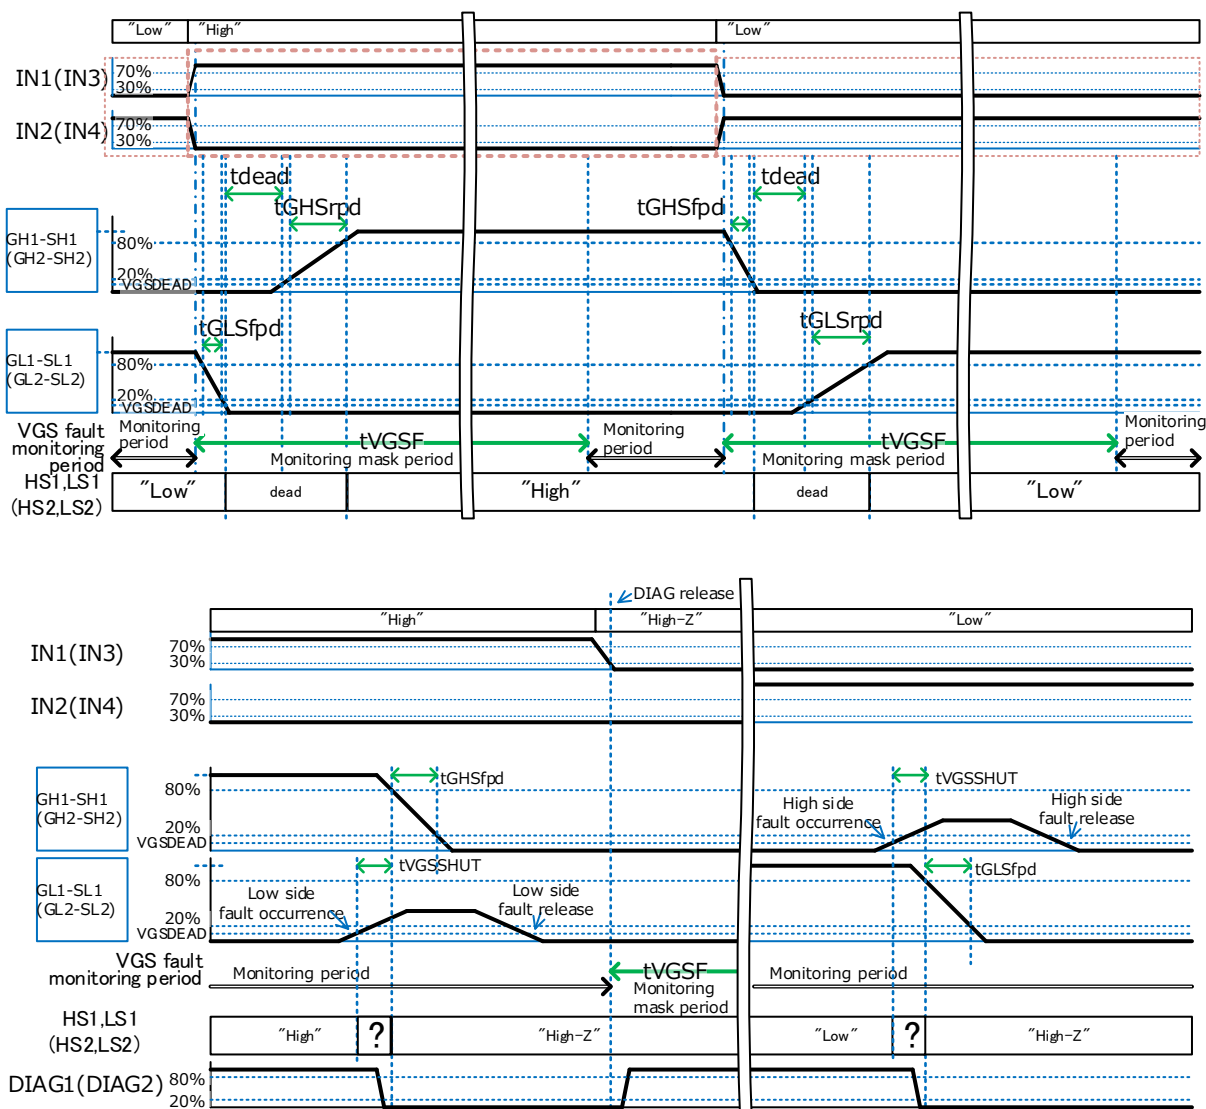 "Low" "High" "Low"
IN1(IN3) 70%
30%
IN2(IN4) 70%
30%
tdead tdead
tGHSrpd tGHSfpd
GH1-SH1
(GH2-SH2)
80%
20%
VGSDEAD
tGLSfpd tGLSrpd
GL1-SL1
(GL2-SL2)
80%
20%
VGSDEAD
VGS fault
monitoring
period
Monitoring
period
tVGSF
Monitoring mask period
Monitoring
period
tVGSF
Monitoring mask period
Monitoring
period
HS1,LS1
(HS2,LS2)
"Low" dead "High" dead "Low"
DIAG release
"High" "High-Z" "Low"
IN1(IN3) 70%
30%
IN2(IN4) 70%
30%
GH1-SH1
(GH2-SH2)
80%
20%
VGSDEAD
tGHSfpd
tVGSSHUT
High side
fault occurrence
High side
fault release
GL1-SL1
(GL2-SL2)
80%
20%
VGSDEAD
tVGSSHUT
tGLSfpd
Low side
fault occurrence
Low side
fault release
VGS fault
monitoring period
Monitoring period
tVGSF
Monitoring
mask period
Monitoring period
HS1,LS1
(HS2,LS2)
"High" ? "High-Z" "Low" ? "High-Z"
DIAG1(DIAG2) 80%
20%